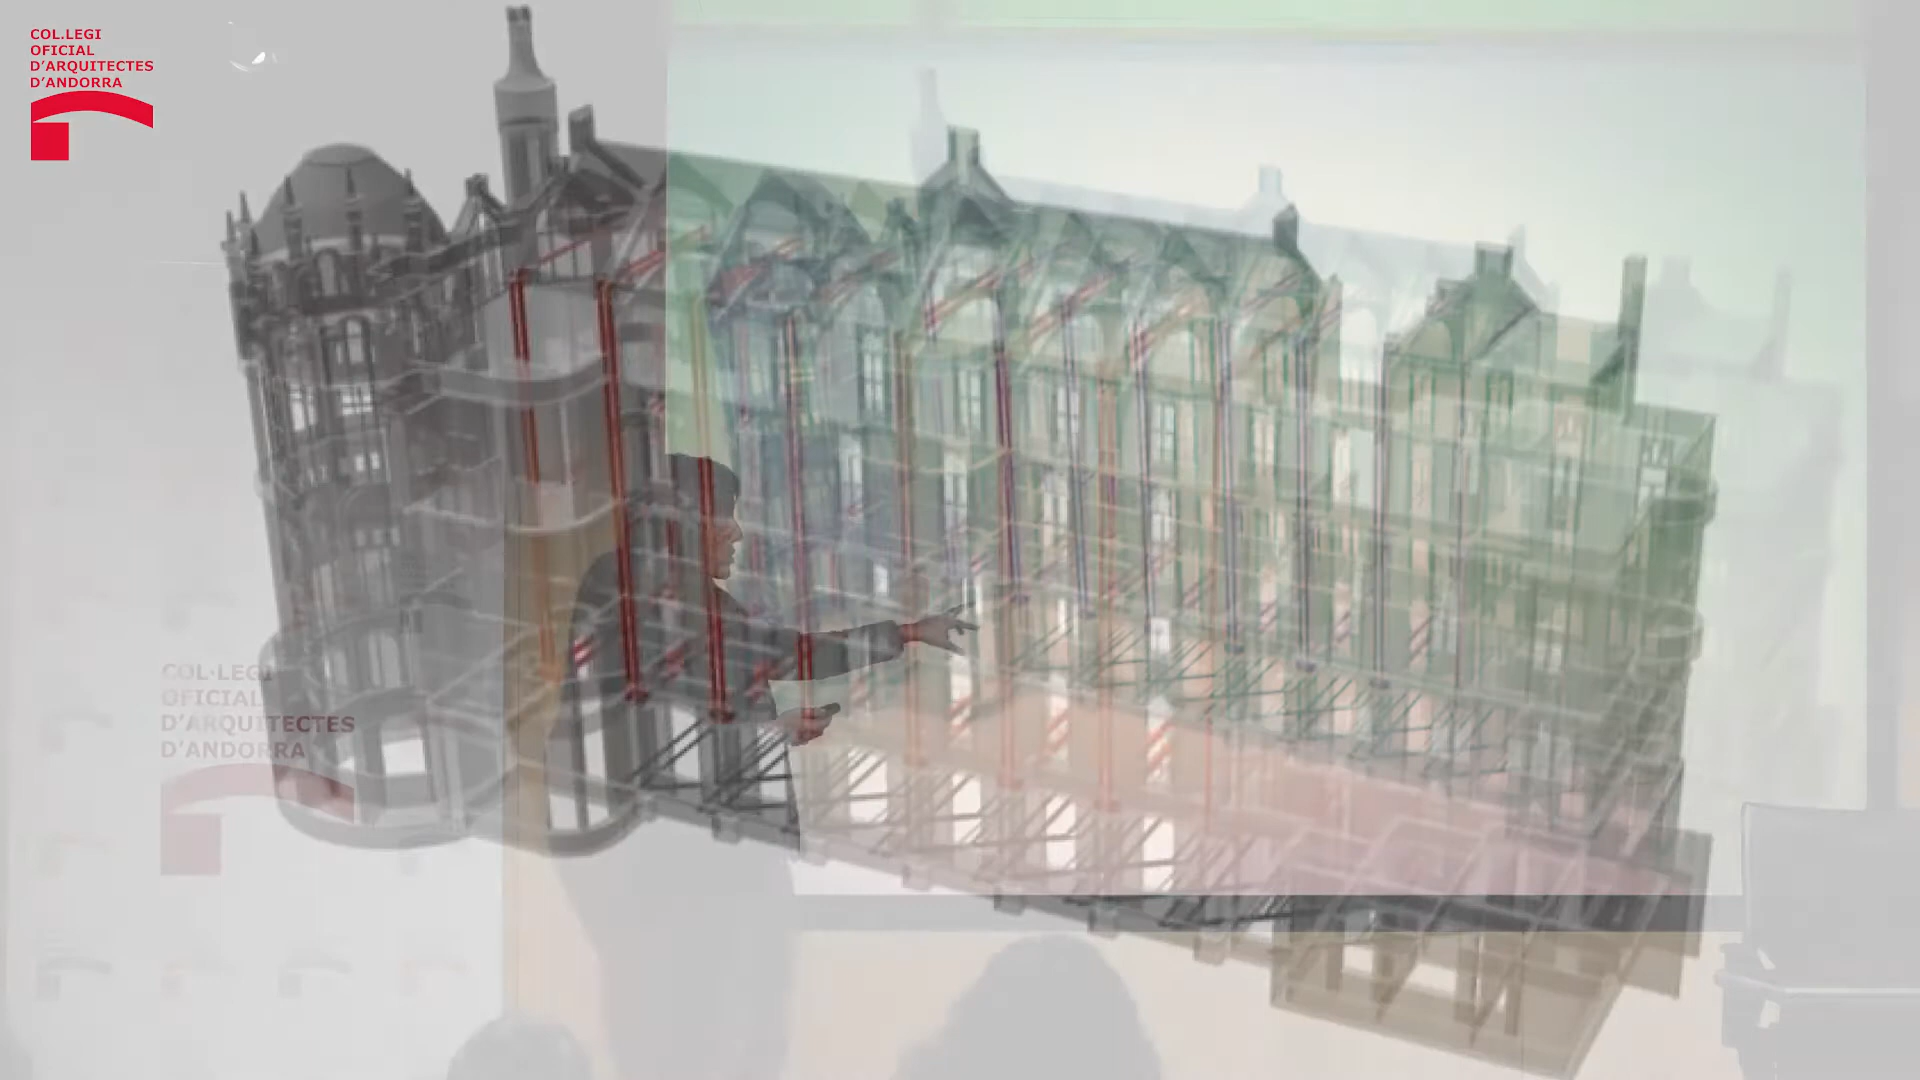 COL.LEGI
OFICIAL
D'ARQUITECTES
D'ANDORRA
COL·LEGI
OFICIAL
D'ARQUITECTES
D'ANDORRA